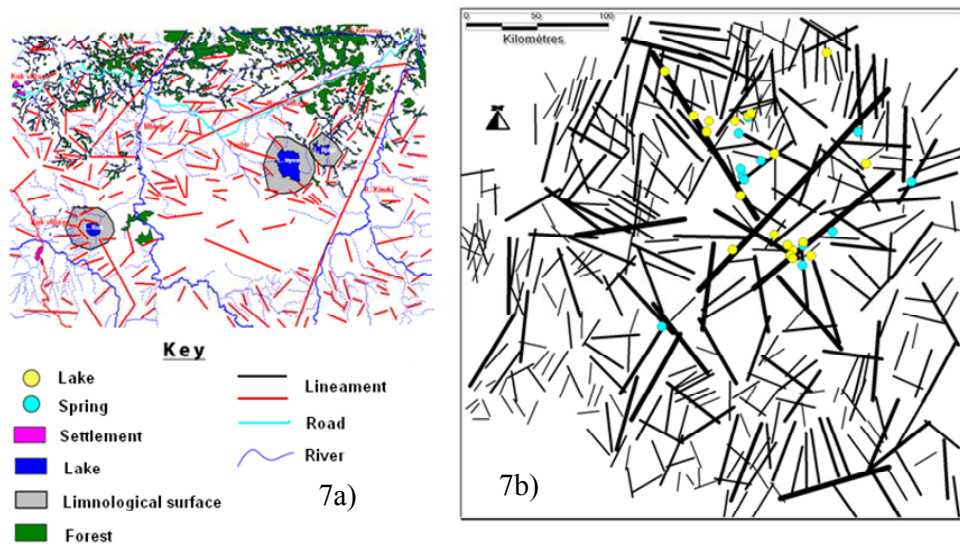 0 50 100
Kilomètres
Key
Lake
Spring
Settlement
Lake
Limnological surface
Forest
Lineament
Road
River
7a)
7b)